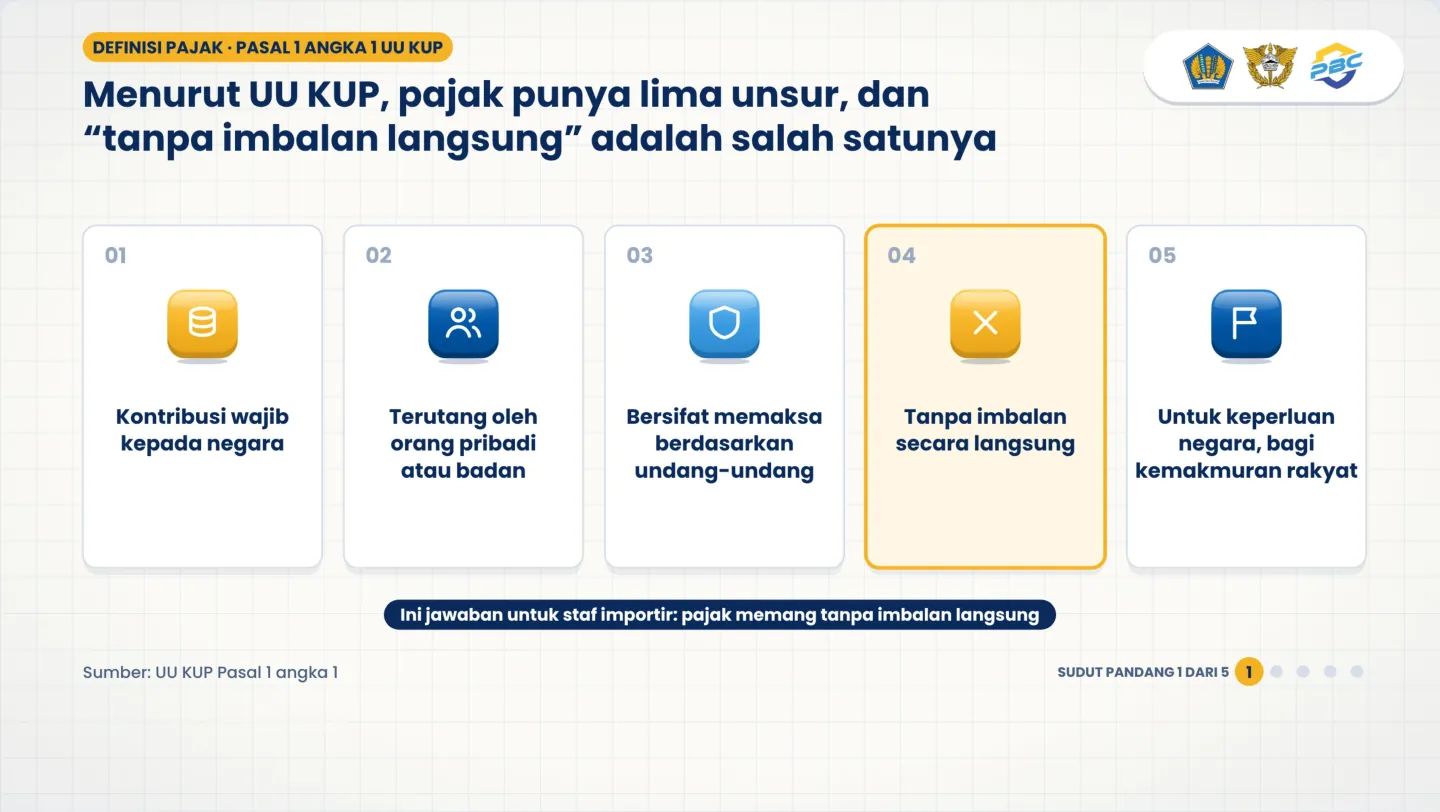 DEFINISI PAJAK · PASAL 1 ANGKA 1 UU KUP
Menurut UU KUP, pajak punya lima unsur, dan
“tanpa imbalan langsung” adalah salah satunya
PBC
01
Kontribusi wajib
kepada negara
02
Terutang oleh
orang pribadi
atau badan
03
Bersifat memaksa
berdasarkan
undang-undang
04
Tanpa imbalan
secara langsung
05
Untuk keperluan
negara, bagi
kemakmuran rakyat
Ini jawaban untuk staf importir: pajak memang tanpa imbalan langsung
Sumber: UU KUP Pasal 1 angka 1
SUDUT PANDANG 1 DARI 5 1